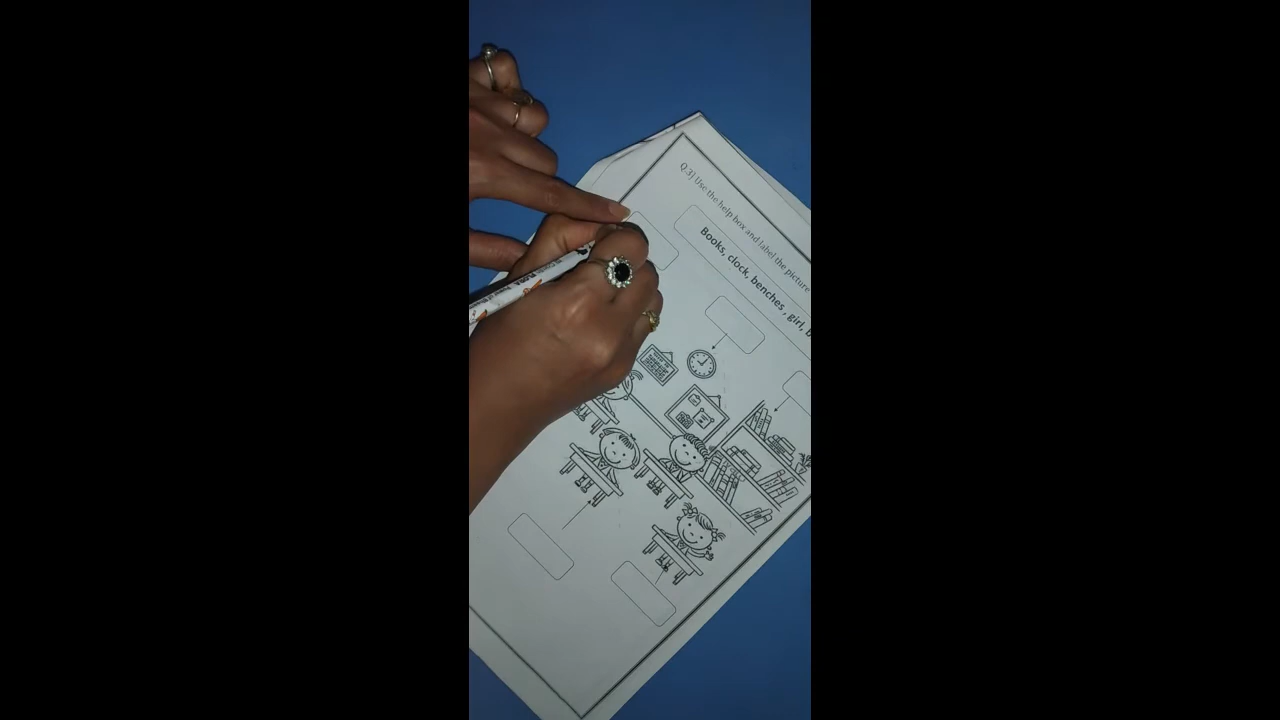 Q.3] Use the help box and label the picture
Books, clock, benches , girl,